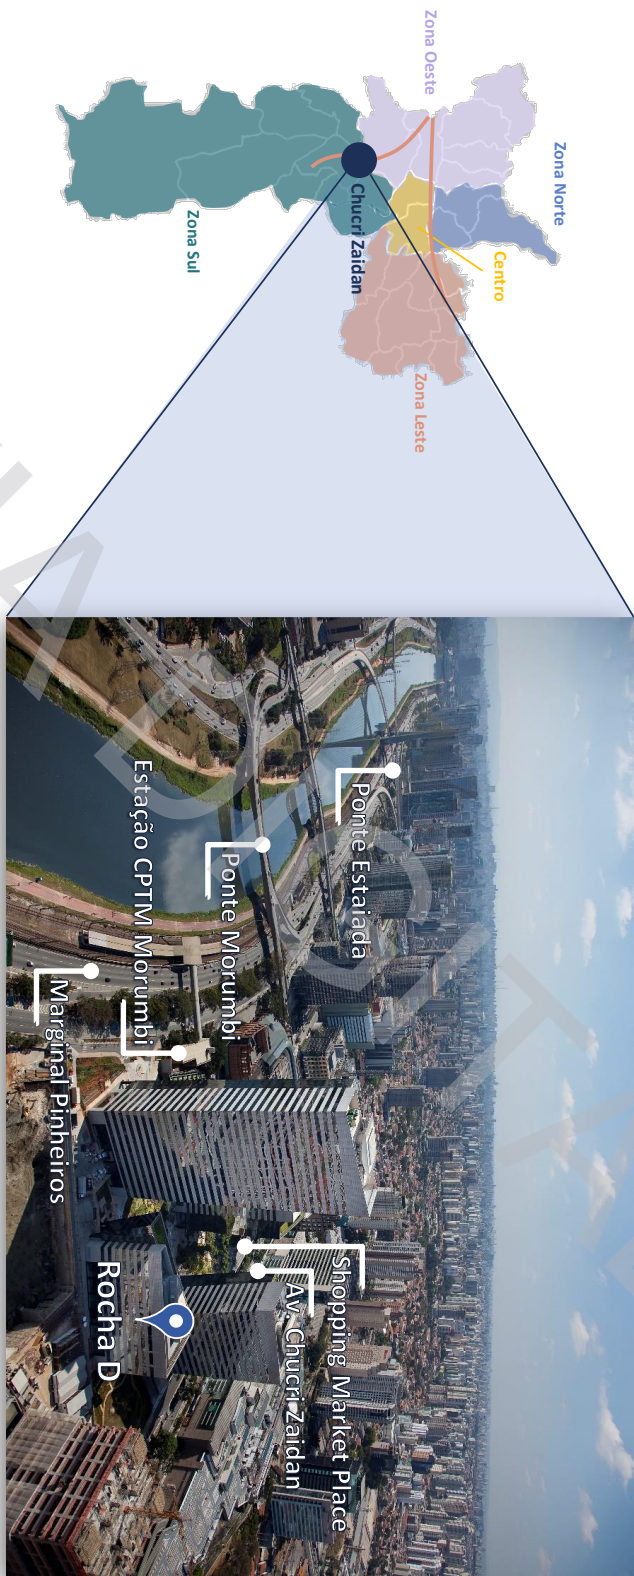 Zona Oeste
Zona Norte
Centro
Chucri Zaidan
Zona Sul
Zona Leste
Ponte Estaiada
Ponte Morumbi
Estação CPTM Morumbi
Marginal Pinheiros
Shopping Market Place
Av. Chucri Zaidan
Rocha D